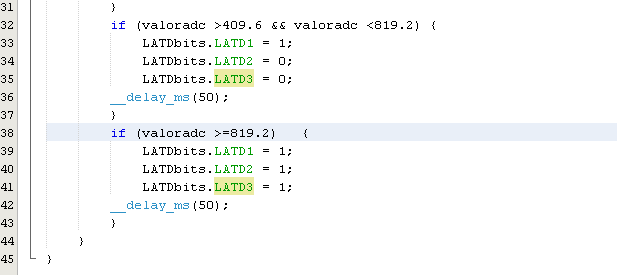 31 }
32 if (valoradc >409.6 && valoradc <819.2) {
33 LATDbits.LATD1 = 1;
34 LATDbits.LATD2 = 0;
35 LATDbits.LATD3 = 0;
36 __delay_ms(50);
37 }
38 if (valoradc >=819.2) {
39 LATDbits.LATD1 = 1;
40 LATDbits.LATD2 = 1;
41 LATDbits.LATD3 = 1;
42 __delay_ms(50);
43 }
44 }
45 }